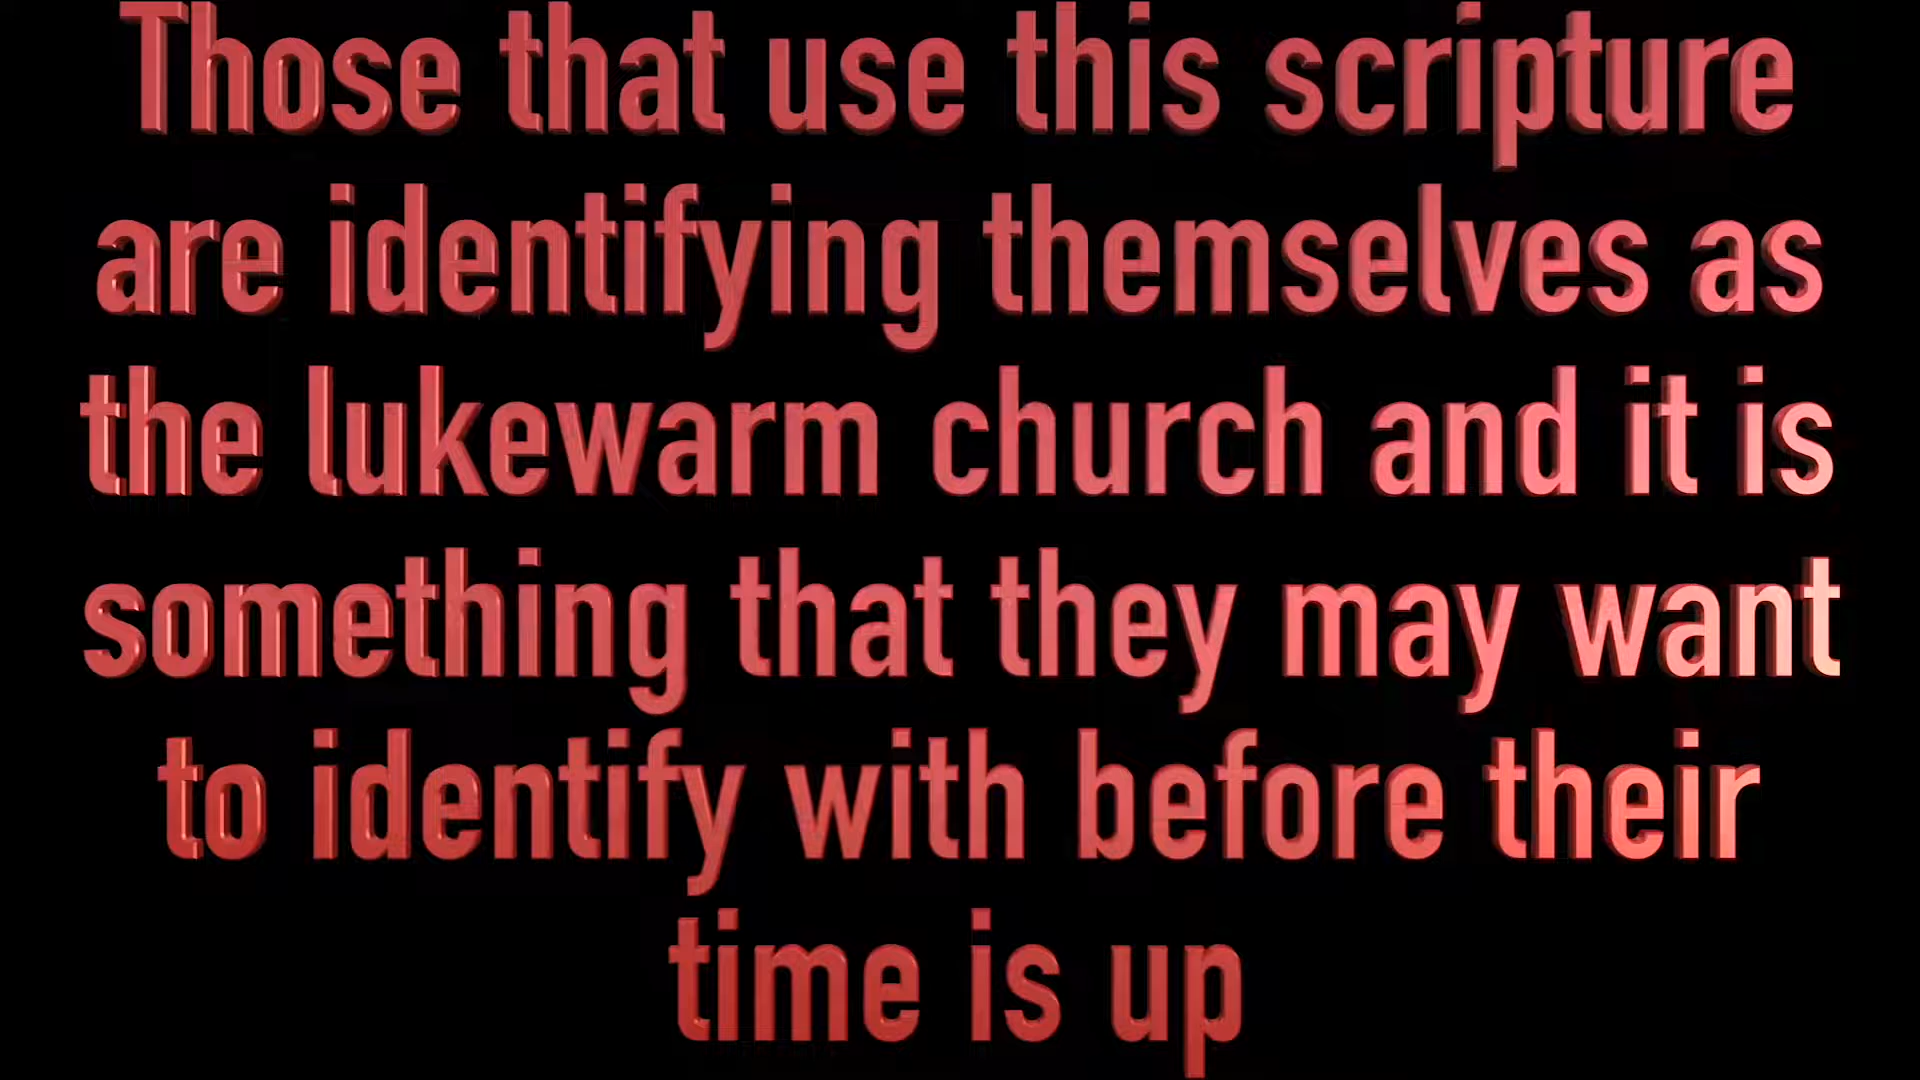 Those that use this scripture
are identifying themselves as
the lukewarm church and it is
something that they may want
to identify with before their
time is up